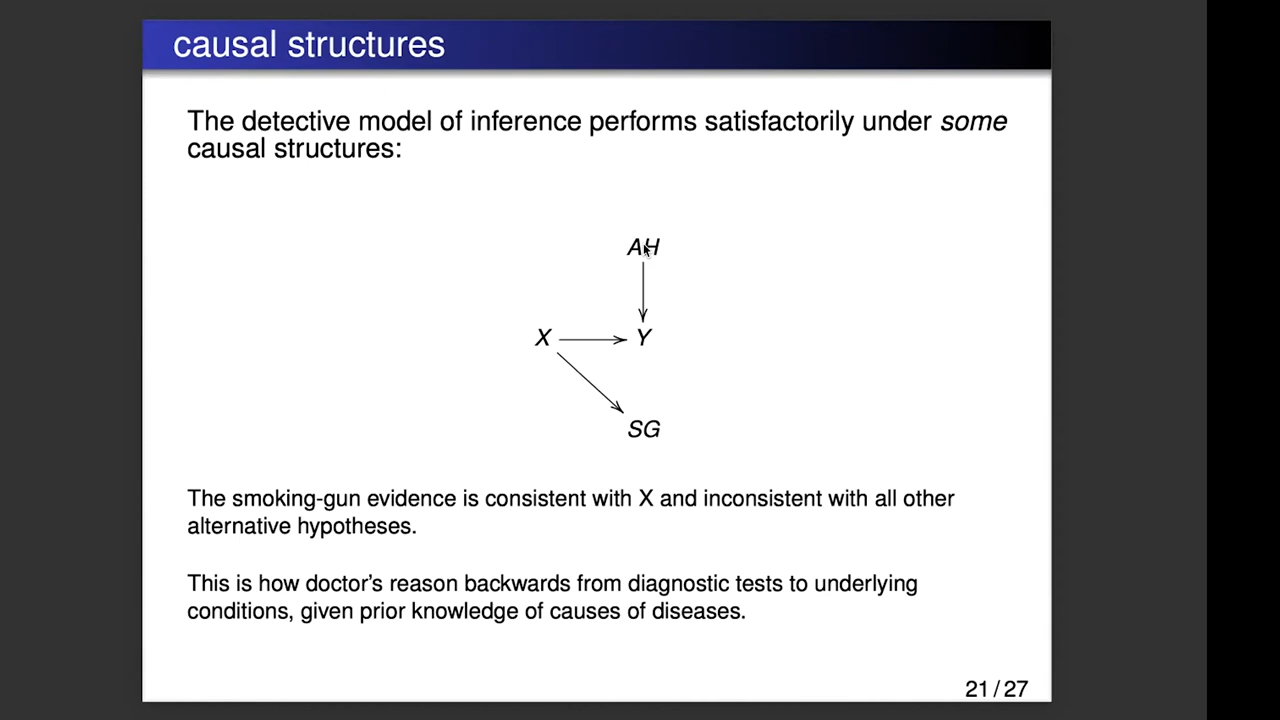 causal structures
The detective model of inference performs satisfactorily under some
causal structures:
AH
X Y
SG
The smoking-gun evidence is consistent with X and inconsistent with all other
alternative hypotheses.
This is how doctor's reason backwards from diagnostic tests to underlying
conditions, given prior knowledge of causes of diseases.
21 / 27